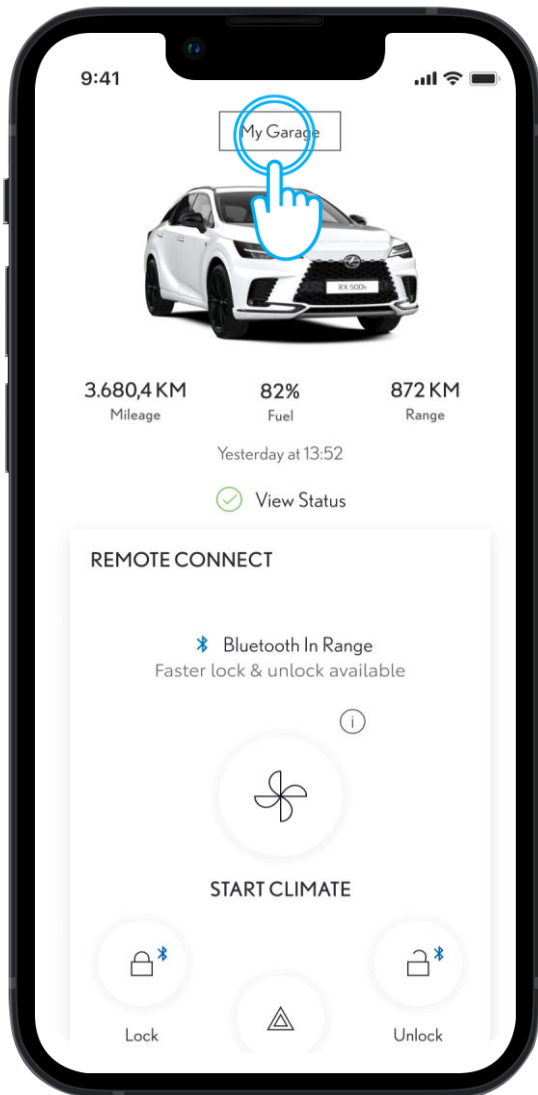 9:41
My Garage
RX 500h
3.680,4 KM 82% 872 KM
Mileage Fuel Range
Yesterday at 13:52
View Status
REMOTE CONNECT
Bluetooth In Range
Faster lock & unlock available
i
START CLIMATE
Lock Unlock